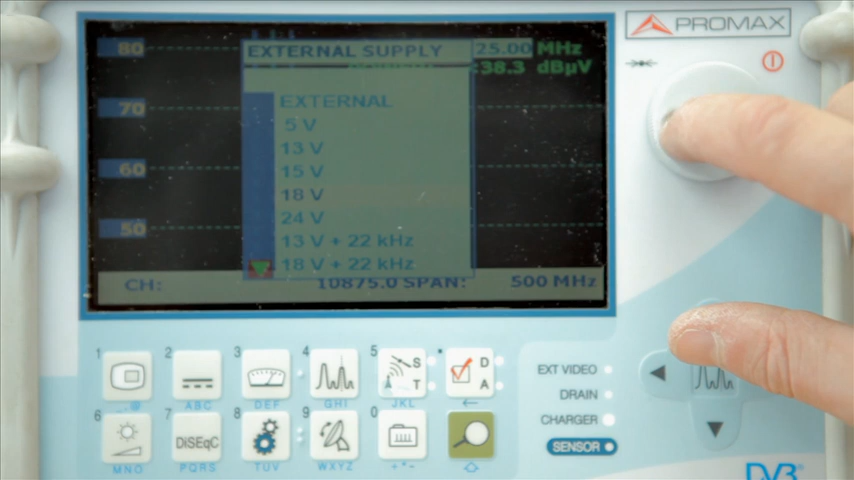 PROMAX
80
70
60
50
EXTERNAL SUPPLY
25.00 MHz
:38.3 dBµV
EXTERNAL
5 V
13 V
15 V
18 V
24 V
13 V + 22 kHz
18 V + 22 kHz
CH:
10875.0 SPAN: 500 MHz
1
2
3
4
5
S
T
D
A
ABC
DEF
GHI
JKL
6
7
8
9
0
DiSEqC
MNO
PQRS
TUV
WXYZ
+*-
EXT VIDEO
DRAIN
CHARGER
SENSOR
DVB